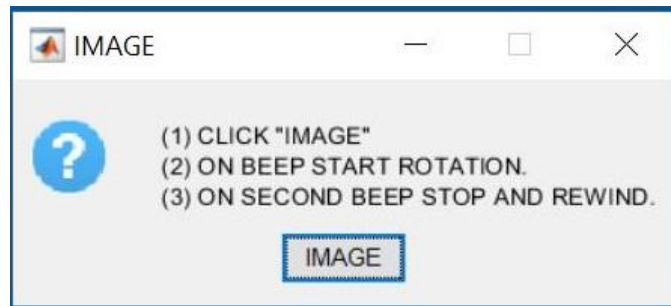 IMAGE
(1) CLICK "IMAGE"
(2) ON BEEP START ROTATION.
(3) ON SECOND BEEP STOP AND REWIND.
IMAGE